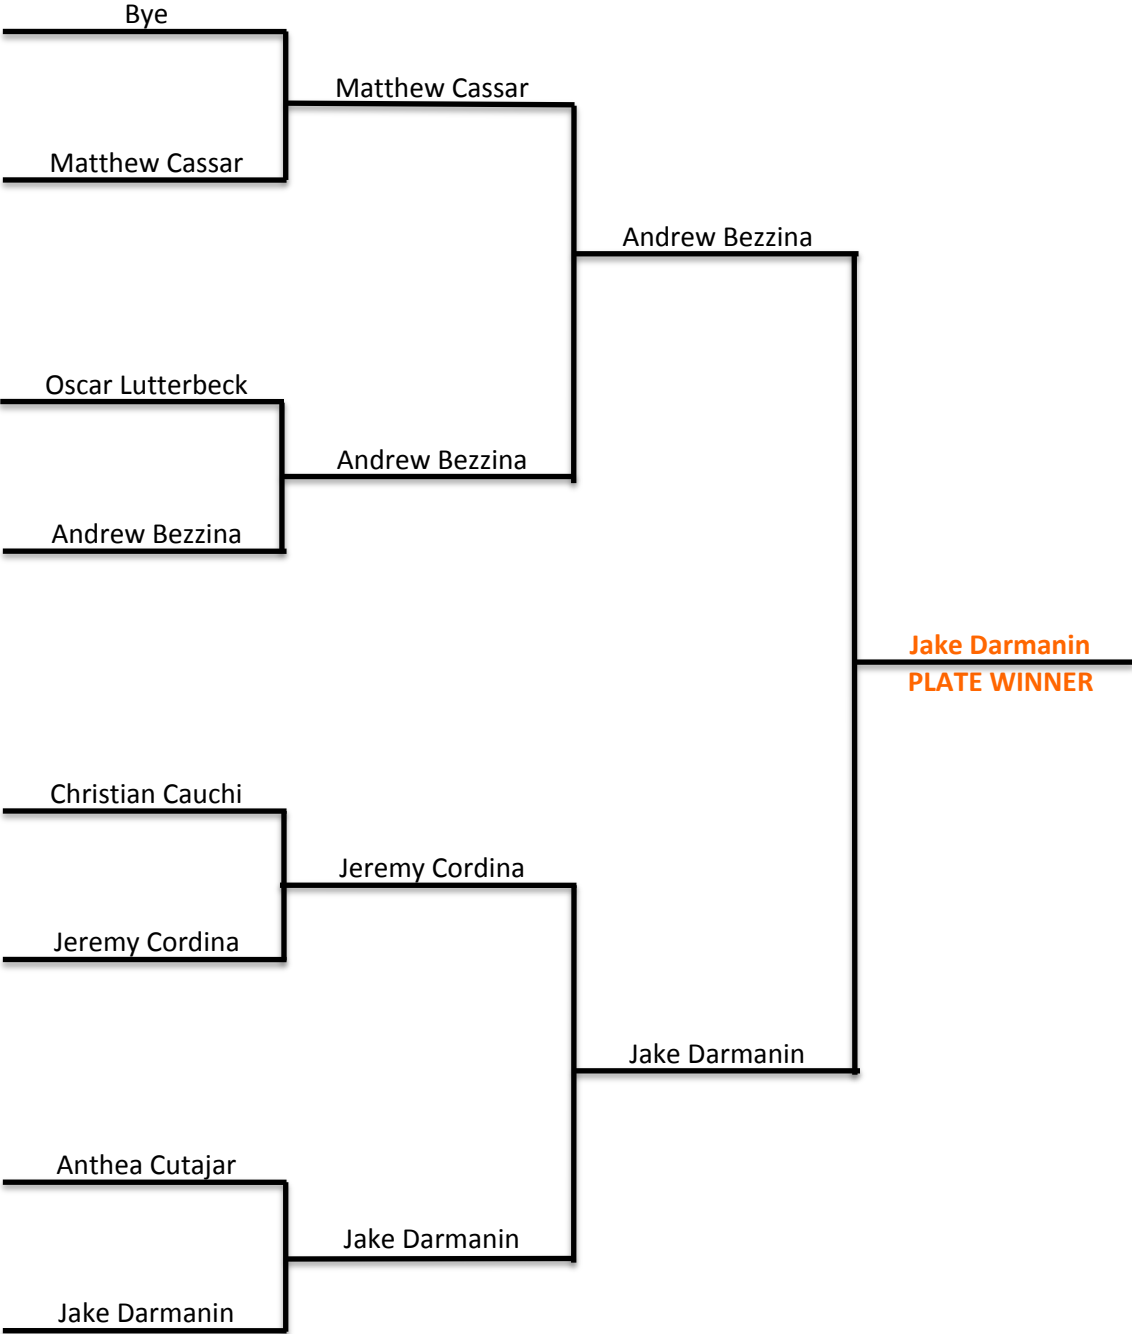 Bye
Matthew Cassar
Matthew Cassar
Andrew Bezzina
Oscar Lutterbeck
Andrew Bezzina
Andrew Bezzina
Jake Darmanin
PLATE WINNER
Christian Cauchi
Jeremy Cordina
Jeremy Cordina
Jake Darmanin
Anthea Cutajar
Jake Darmanin
Jake Darmanin